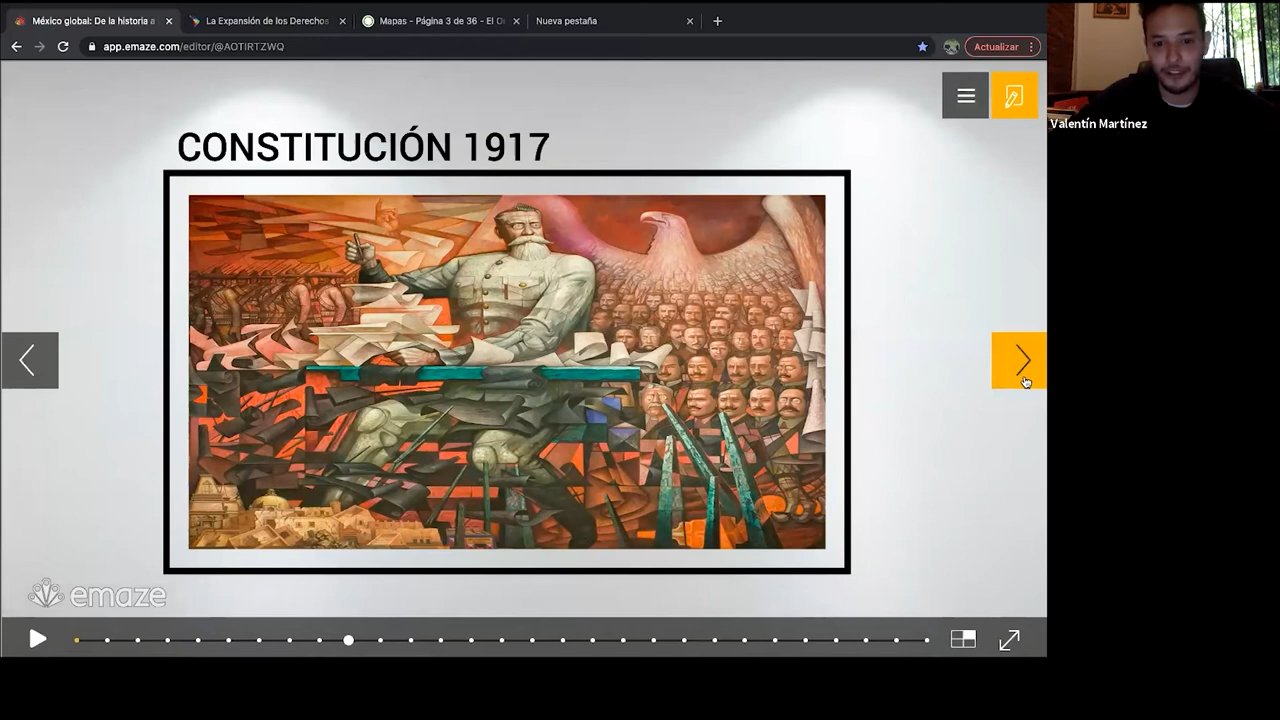 México global: De la historia a
La Expansión de los Derechos
Mapas - Página 3 de 36 - El O
Nueva pestaña
app.emaze.com/editor/@AOTIRTZWQ
Actualizar
Valentín Martínez
CONSTITUCIÓN 1917
emaze